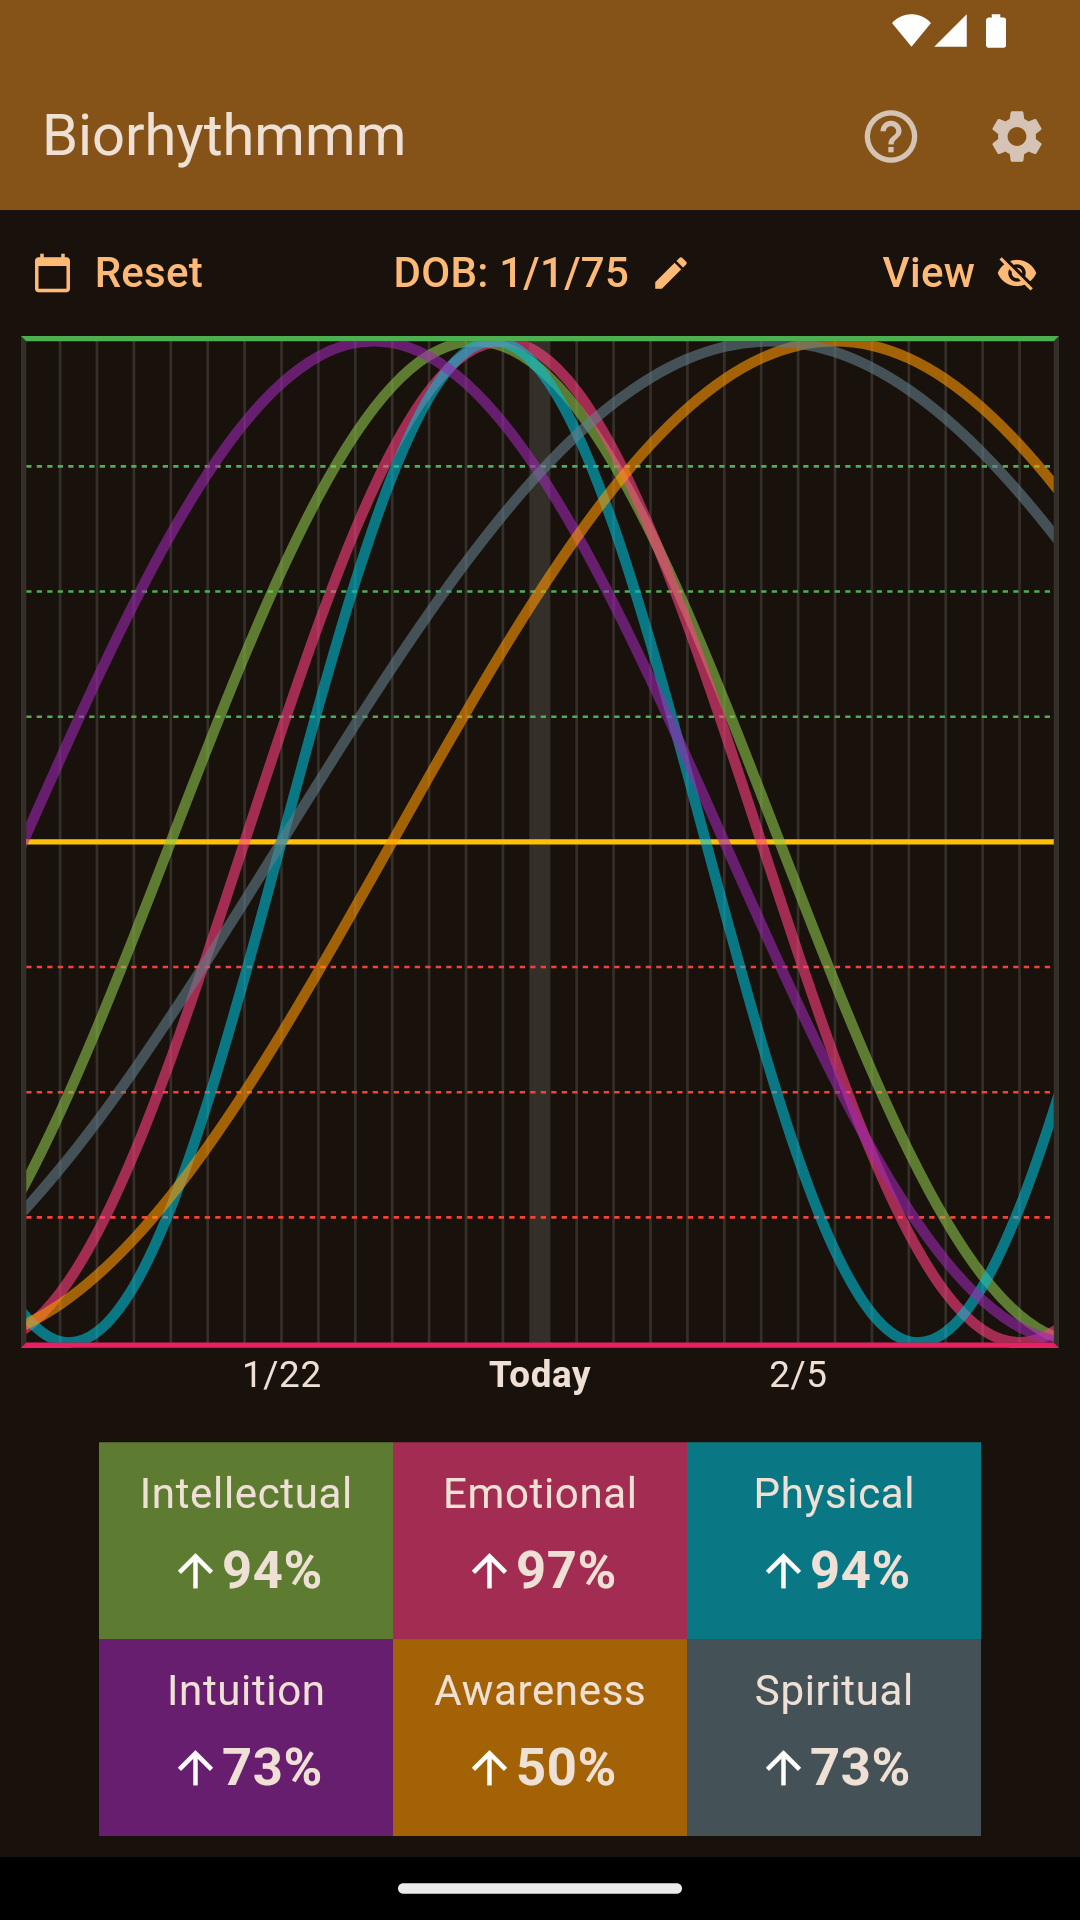 Biorhythmmm
Reset DOB: 1/1/75 View
1/22 Today 2/5
Intellectual Emotional Physical
↑94% ↑97% ↑94%
Intuition Awareness Spiritual
↑73% ↑50% ↑73%